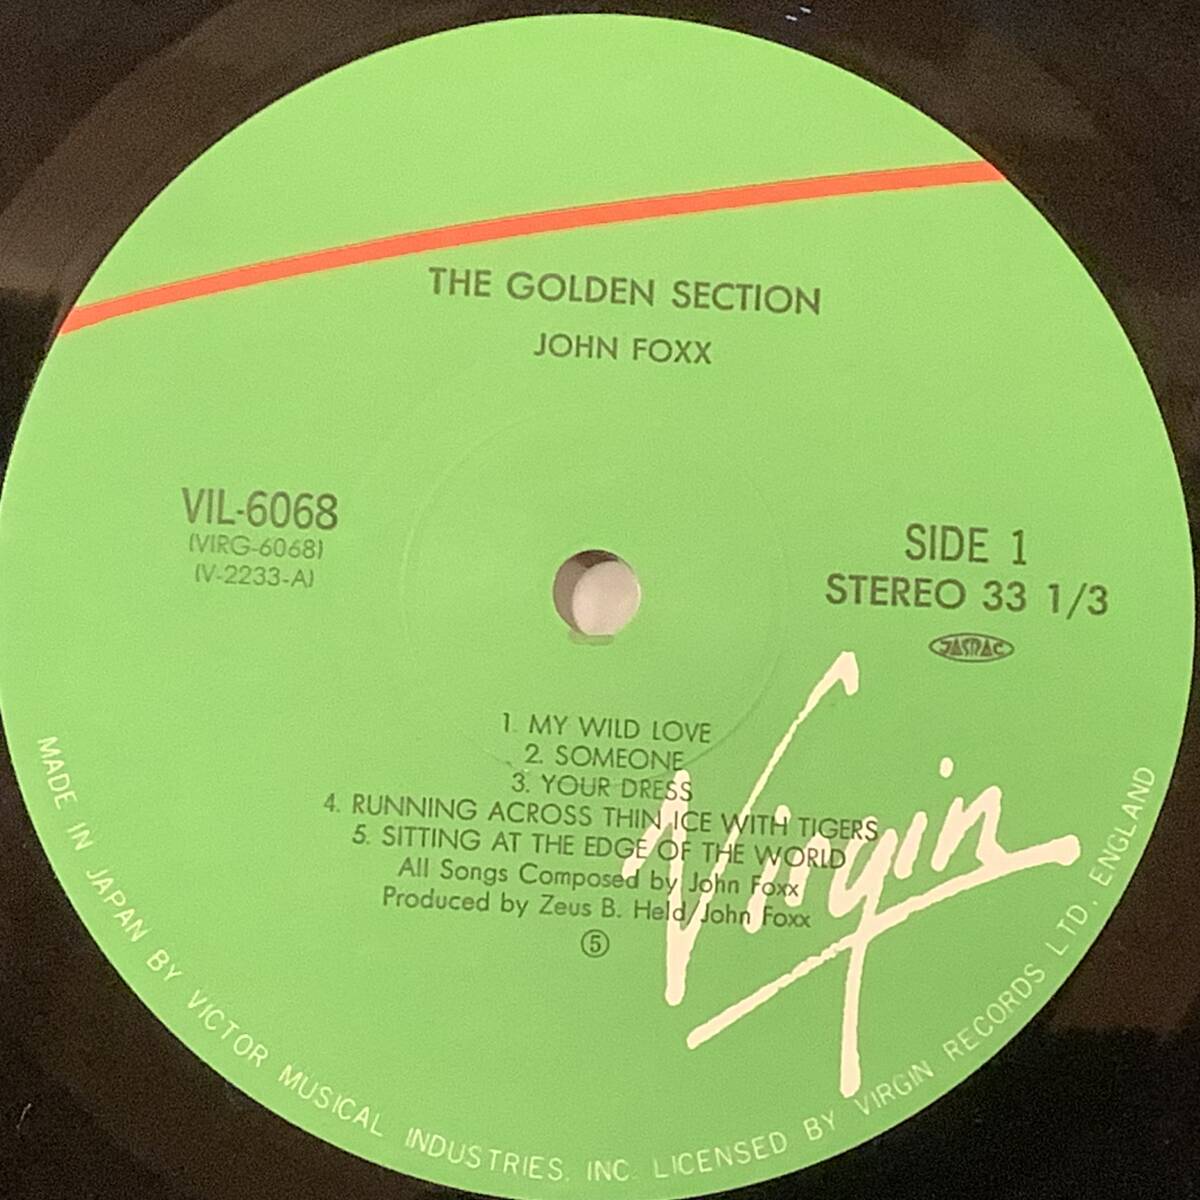 THE GOLDEN SECTION
JOHN FOXX
VIL-6068
(VIRG-6068)
(V-2233-A)
SIDE 1
STEREO 33 1/3
JASRAC
1. MY WILD LOVE
2. SOMEONE
3. YOUR DRESS
4. RUNNING ACROSS THIN ICE WITH TIGERS
5. SITTING AT THE EDGE OF THE WORLD
All Songs Composed by John Foxx
Produced by Zeus B. Held/John Foxx
⑤
Virgin
MADE IN JAPAN BY VICTOR MUSICAL INDUSTRIES, INC. LICENSED BY VIRGIN RECORDS LTD, ENGLAND